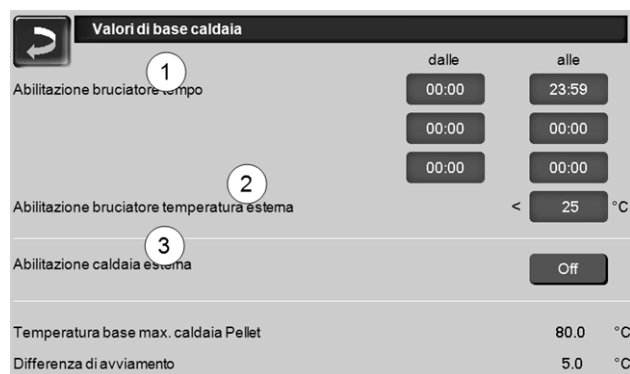 Valori di base caldaia
dalle alle
1
Abilitazione bruciatore tempo 00:00 23:59
00:00 00:00
00:00 00:00
2
Abilitazione bruciatore temperatura esterna < 25 °C
3
Abilitazione caldaia esterna Off
Temperatura base max. caldaia Pellet 80.0 °C
Differenza di avviamento 5.0 °C